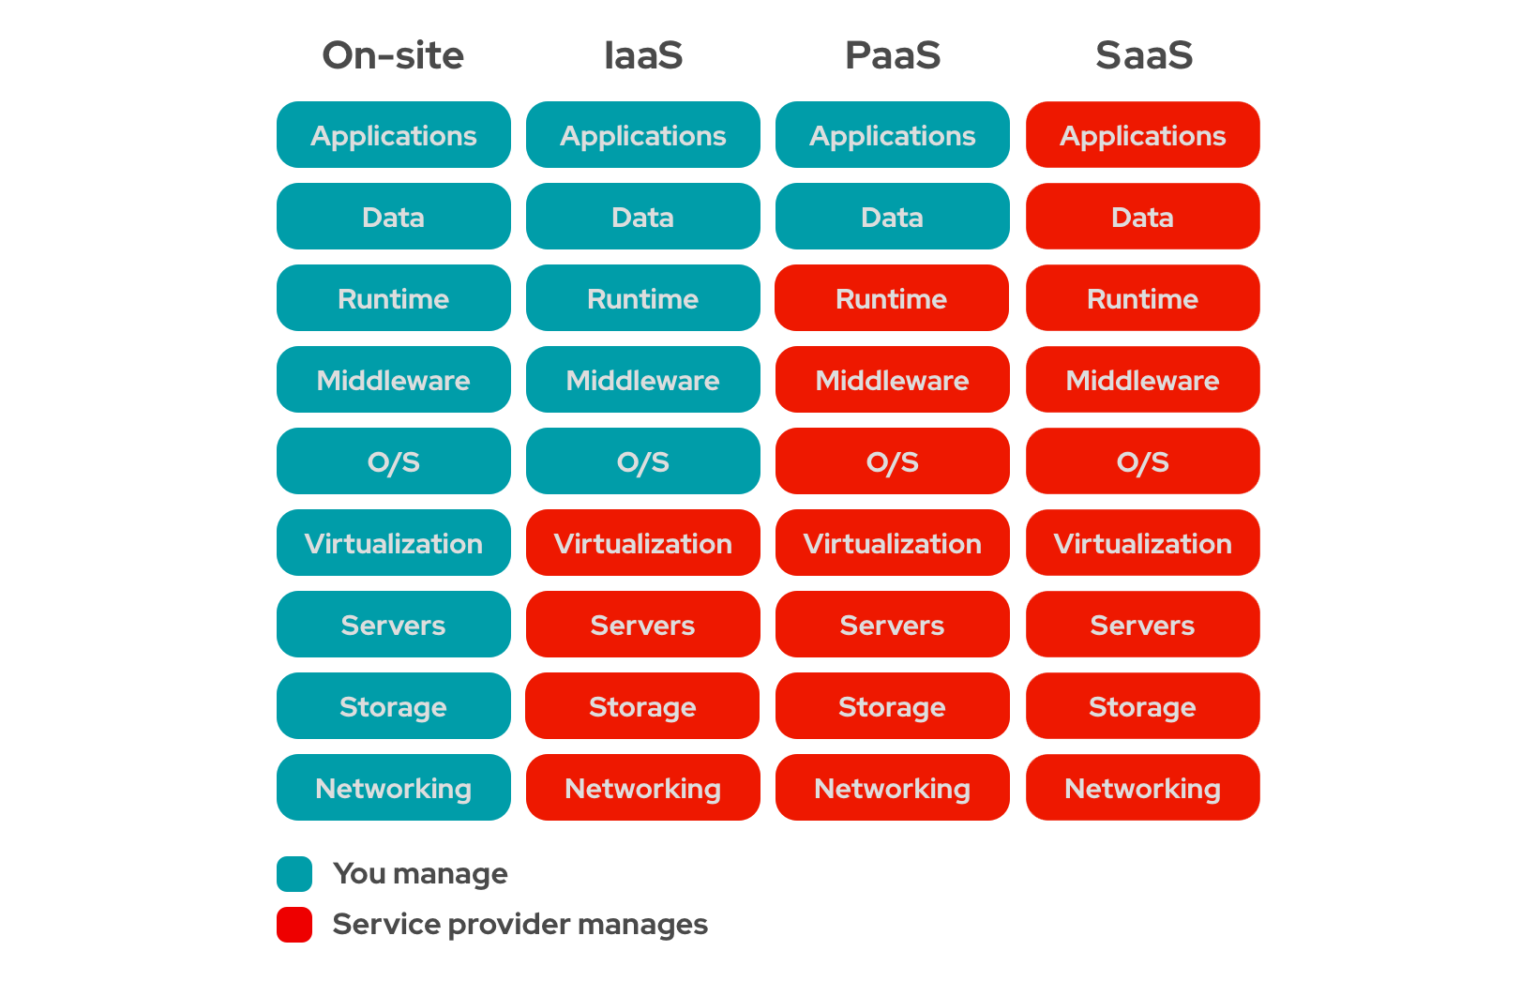 On-site IaaS PaaS SaaS
Applications Applications Applications Applications
Data Data Data Data
Runtime Runtime Runtime Runtime
Middleware Middleware Middleware Middleware
O/S O/S O/S O/S
Virtualization Virtualization Virtualization Virtualization
Servers Servers Servers Servers
Storage Storage Storage Storage
Networking Networking Networking Networking
You manage
Service provider manages